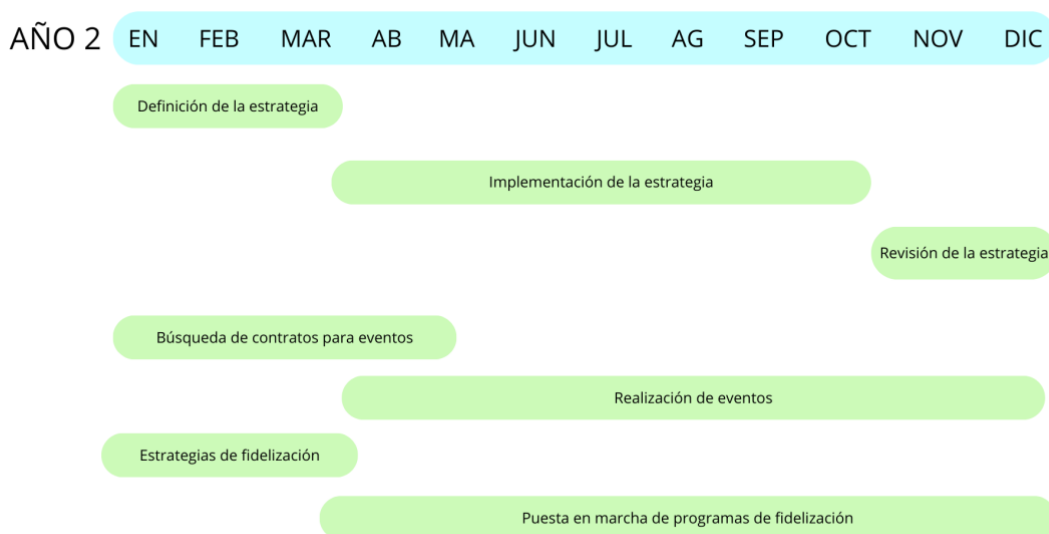 AÑO 2 EN FEB MAR AB MA JUN JUL AG SEP OCT NOV DIC
Definición de la estrategia
Implementación de la estrategia
Revisión de la estrategia
Búsqueda de contratos para eventos
Realización de eventos
Estrategias de fidelización
Puesta en marcha de programas de fidelización